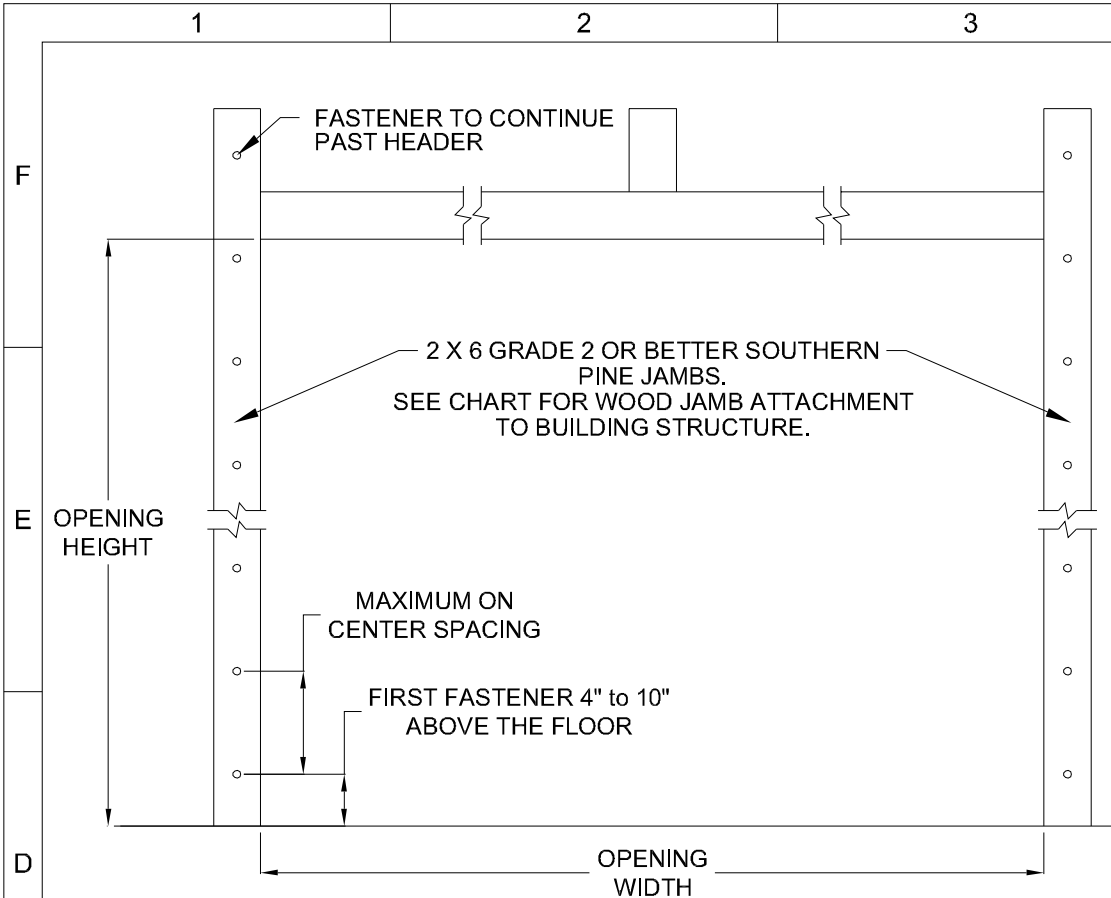 1
2
3
FASTENER TO CONTINUE
PAST HEADER
F
2 X 6 GRADE 2 OR BETTER SOUTHERN
PINE JAMBS.
SEE CHART FOR WOOD JAMB ATTACHMENT
TO BUILDING STRUCTURE.
E
OPENING
HEIGHT
MAXIMUM ON
CENTER SPACING
FIRST FASTENER 4" to 10"
ABOVE THE FLOOR
D
OPENING
WIDTH